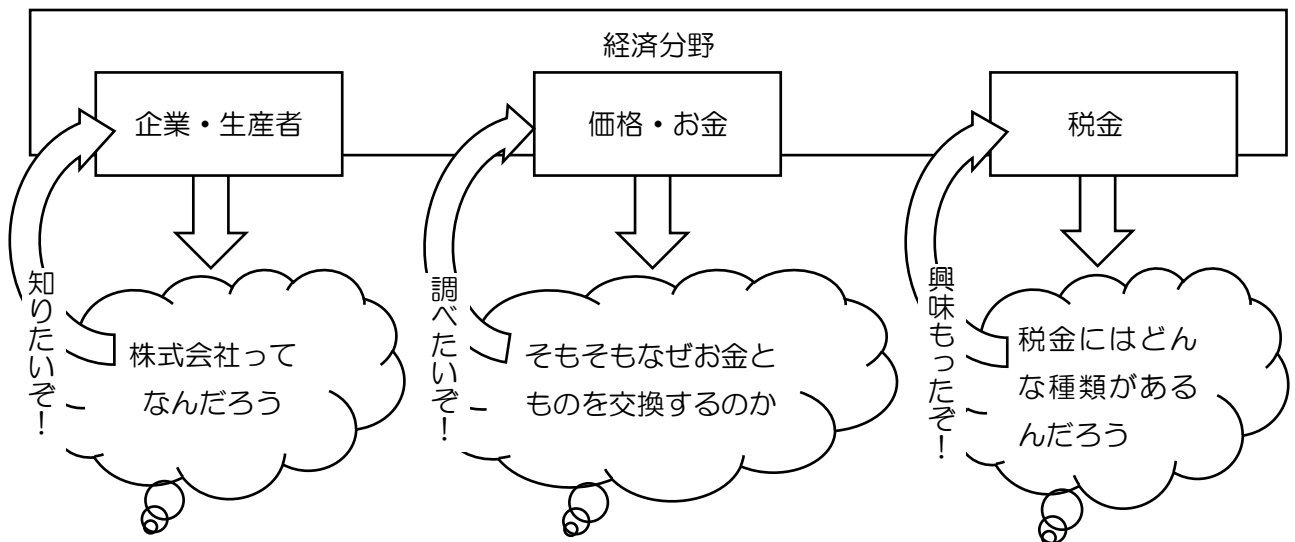 経済分野
企業・生産者
価格・お金
税金
知りたいぞ！
株式会社って
なんだろう
調べたいぞ！
そもそもなぜお金と
ものを交換するのか
興味もったぞ！
税金にはどん
な種類がある
んだろう